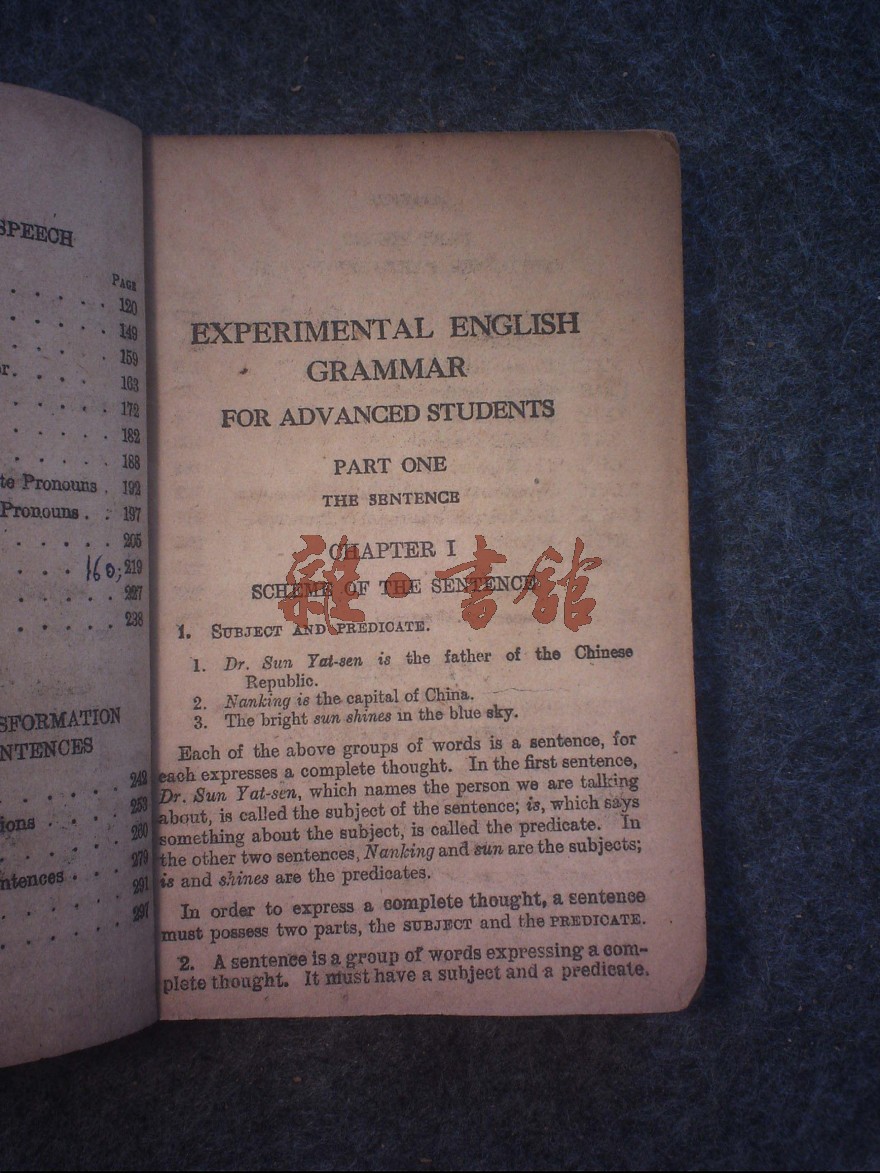 SPEECH
PAGE
120
149
159
r. 163
172
182
188
te Pronouns . 192
Pronouns . . 197
205
160; 219
227
238
SFORMATION
NTENCES
249
253
ions 260
279
ntences 291
297
EXPERIMENTAL ENGLISH
GRAMMAR
FOR ADVANCED STUDENTS
PART ONE
THE SENTENCE
CHAPTER I
SCHEME OF THE SENTENCE
雜·書館
1. SUBJECT AND PREDICATE.
1. Dr. Sun Yat-sen is the father of the Chinese
Republic.
2. Nanking is the capital of China.
3. The bright sun shines in the blue sky.
Each of the above groups of words is a sentence, for
each expresses a complete thought. In the first sentence,
Dr. Sun Yat-sen, which names the person we are talking
about, is called the subject of the sentence; is, which says
something about the subject, is called the predicate. In
the other two sentences, Nanking and sun are the subjects;
is and shines are the predicates.
In order to express a complete thought, a sentence
must possess two parts, the SUBJECT and the PREDICATE.
2. A sentence is a group of words expressing a com-
plete thought. It must have a subject and a predicate.